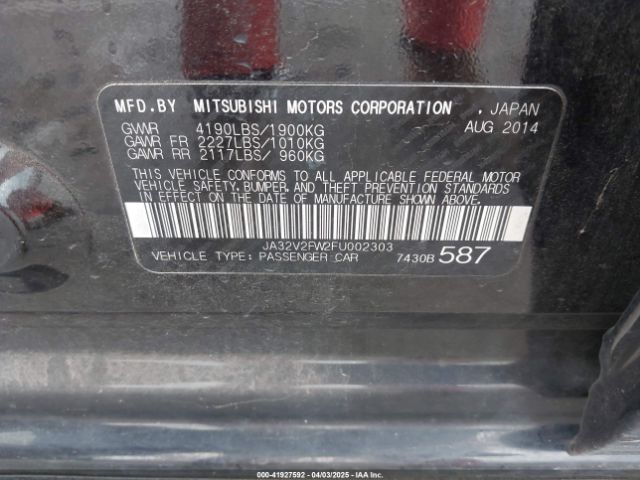 MFD.BY MITSUBISHI MOTORS CORPORATION . JAPAN
GVWR 4190LBS/1900KG AUG 2014
GAWR FR 2227LBS/1010KG
GAWR RR 2117LBS/ 960KG
THIS VEHICLE CONFORMS TO ALL APPLICABLE FEDERAL MOTOR
VEHICLE SAFETY, BUMPER, AND THEFT PREVENTION STANDARDS
IN EFFECT ON THE DATE OF MANUFACTURE SHOWN ABOVE.
JA32V2FW2FU002303
VEHICLE TYPE: PASSENGER CAR 7430B 587
000-41927592 - 04/03/2025 - IAA Inc.